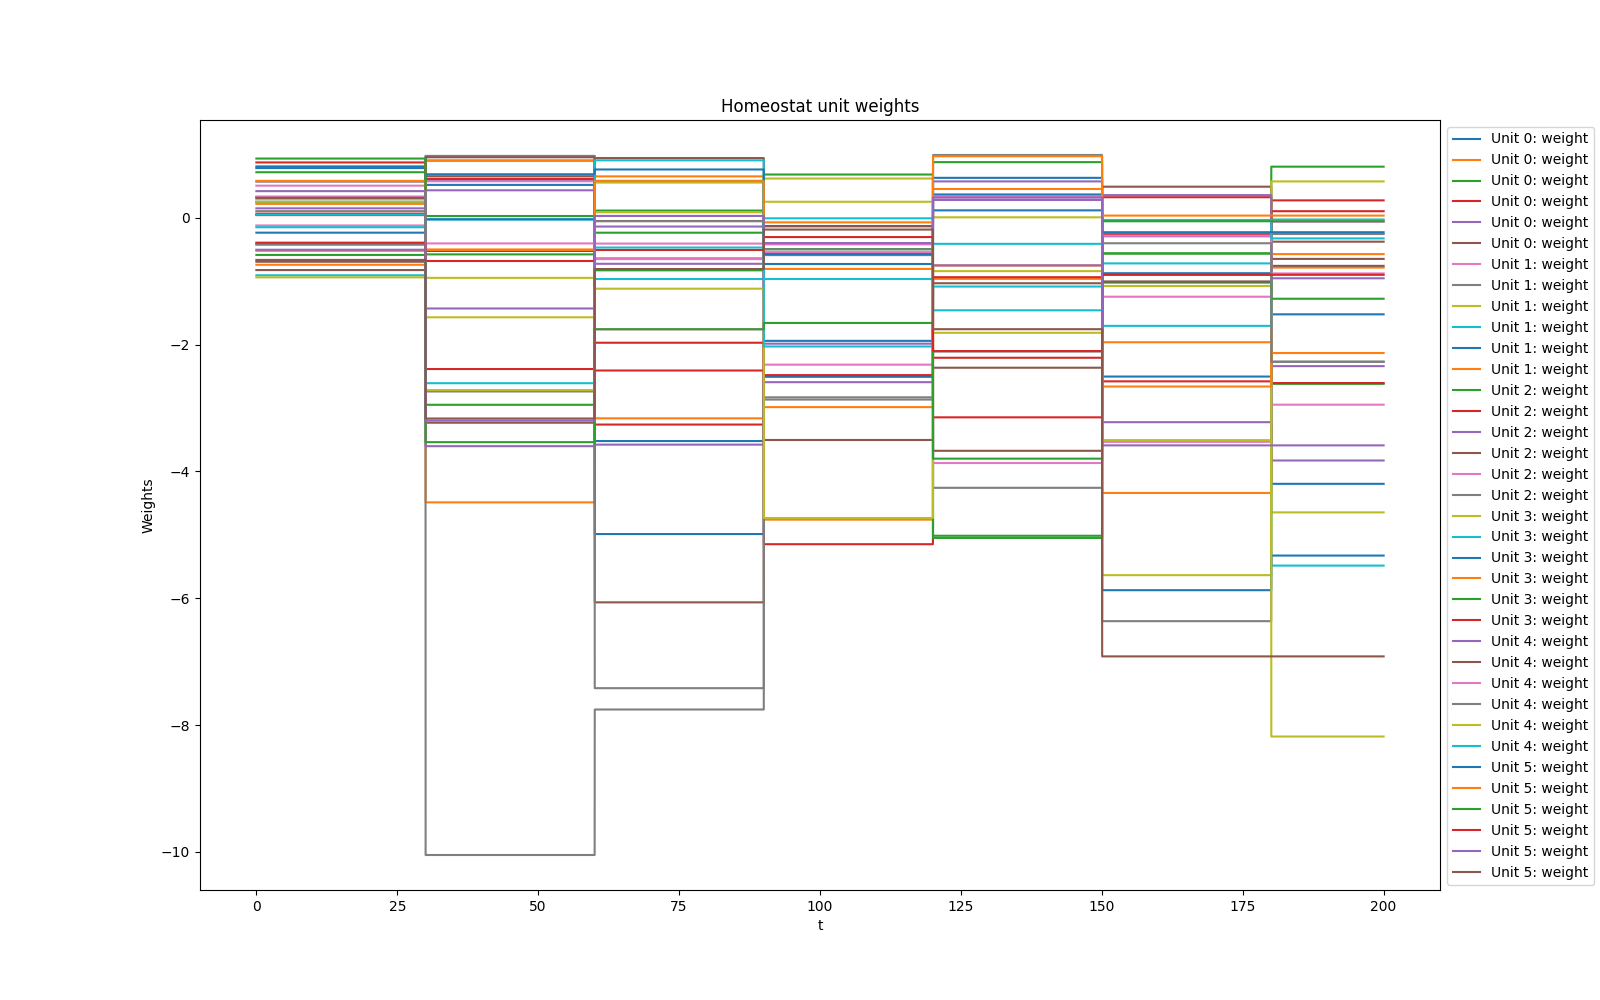 Homeostat unit weights
Weights
0
−2
−4
−6
−8
−10
0
25
50
75
100
125
150
175
200
t
Unit 0: weight
Unit 0: weight
Unit 0: weight
Unit 0: weight
Unit 0: weight
Unit 0: weight
Unit 1: weight
Unit 1: weight
Unit 1: weight
Unit 1: weight
Unit 1: weight
Unit 1: weight
Unit 2: weight
Unit 2: weight
Unit 2: weight
Unit 2: weight
Unit 2: weight
Unit 2: weight
Unit 3: weight
Unit 3: weight
Unit 3: weight
Unit 3: weight
Unit 3: weight
Unit 3: weight
Unit 4: weight
Unit 4: weight
Unit 4: weight
Unit 4: weight
Unit 4: weight
Unit 4: weight
Unit 5: weight
Unit 5: weight
Unit 5: weight
Unit 5: weight
Unit 5: weight
Unit 5: weight